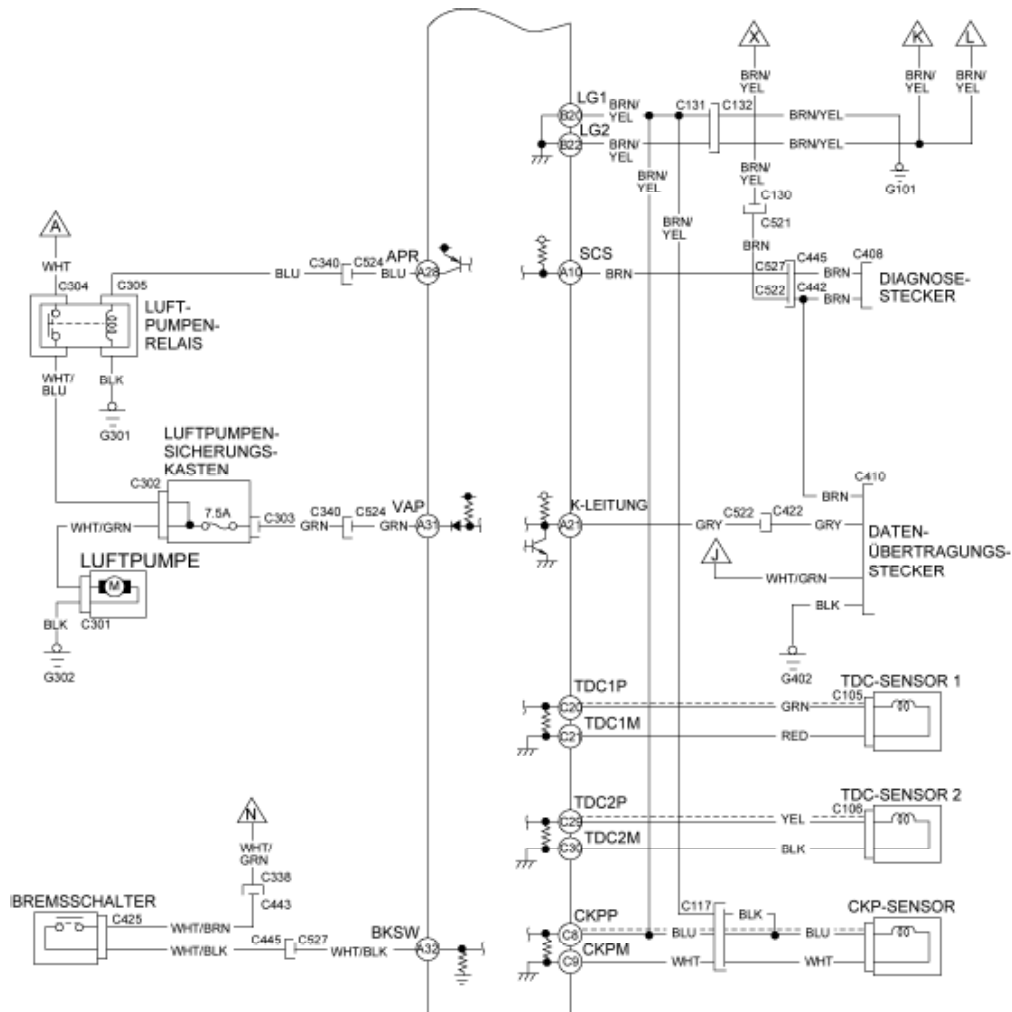 X
K
L
BRN/
YEL
BRN/
YEL
BRN/
YEL
LG1
B20
BRN/
YEL
C131
C132
BRN/YEL
LG2
B22
BRN/
YEL
BRN/YEL
G101
BRN/
YEL
BRN/
YEL
BRN/
YEL
C130
C521
BRN
A
WHT
C304
C305
BLU
C340
C524
BLU
APR
A28
LUFT-
PUMPEN-
RELAIS
WHT/
BLU
BLK
G301
SCS
A10
BRN
C527
C445
BRN
C408
C522
C442
BRN
DIAGNOSE-
STECKER
LUFTPUMPEN-
SICHERUNGS-
KASTEN
C302
7.5A
C303
GRN
C340
C524
GRN
VAP
A31
WHT/GRN
LUFTPUMPE
M
C301
BLK
G302
K-LEITUNG
A21
GRY
C522
C422
GRY
C410
BRN
J
WHT/GRN
BLK
G402
DATEN-
ÜBERTRAGUNGS-
STECKER
TDC1P
C20
GRN
C105
TDC-SENSOR 1
TDC1M
C21
RED
TDC2P
C29
YEL
C106
TDC-SENSOR 2
TDC2M
C30
BLK
N
WHT/
GRN
C338
C443
BREMSSCHALTER
C425
WHT/BRN
WHT/BLK
C445
C527
WHT/BLK
BKSW
A32
CKPP
C8
BLU
C117
BLK
BLU
CKP-SENSOR
CKPM
C9
WHT
WHT